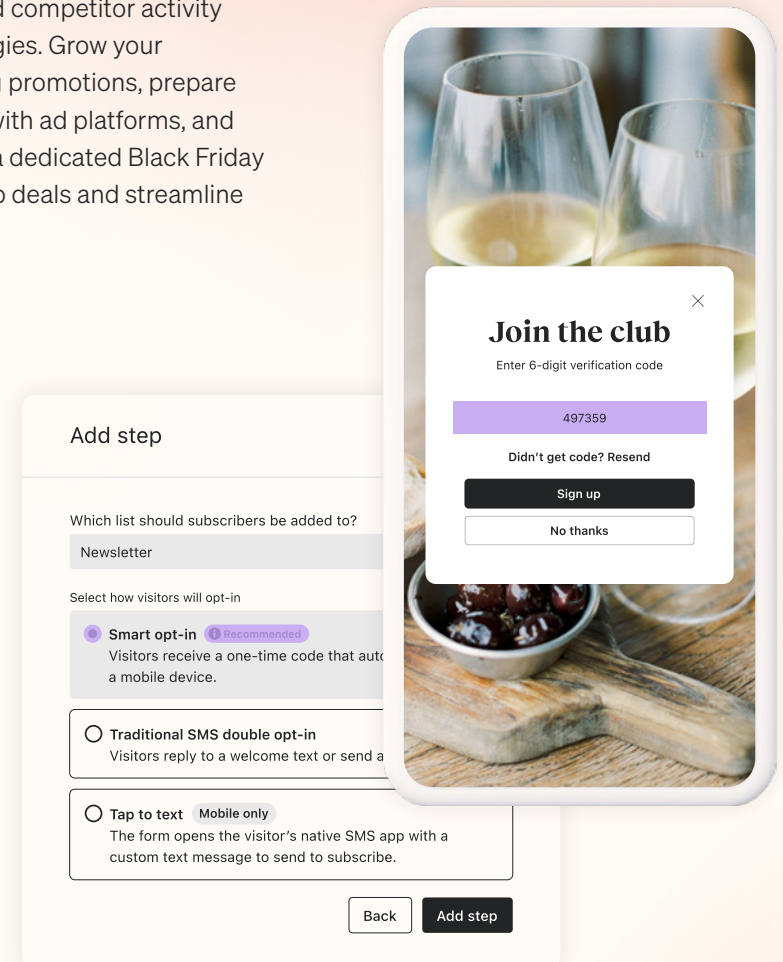 d competitor activity
gies. Grow your
g promotions, prepare
with ad platforms, and
a dedicated Black Friday
o deals and streamline
Join the club
Enter 6-digit verification code
497359
Didn't get code? Resend
Sign up
No thanks
Add step
Which list should subscribers be added to?
Newsletter
Select how visitors will opt-in
Smart opt-in Recommended
Visitors receive a one-time code that auto
a mobile device.
Traditional SMS double opt-in
Visitors reply to a welcome text or send a
Tap to text Mobile only
The form opens the visitor's native SMS app with a
custom text message to send to subscribe.
Back Add step